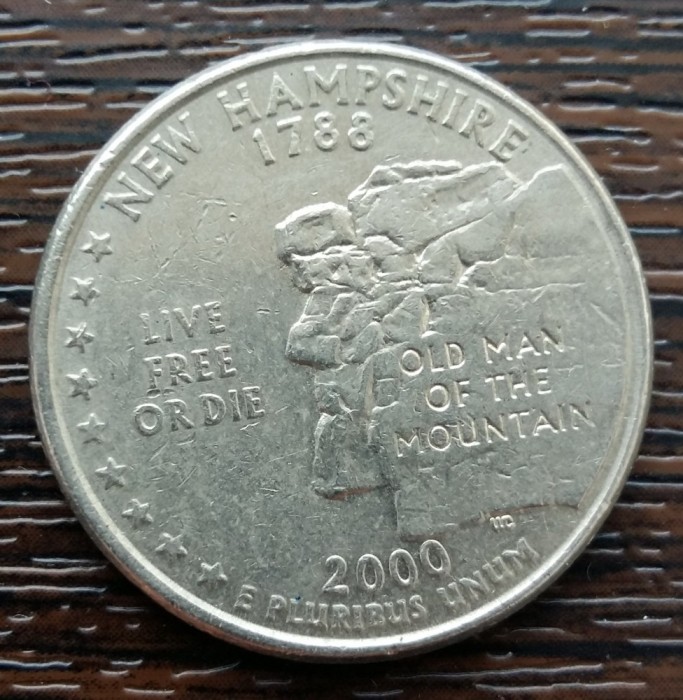 NEW HAMPSHIRE
1788
LIVE
FREE
OR DIE
OLD MAN
OF THE
MOUNTAIN
2000
E PLURIBUS UNUM